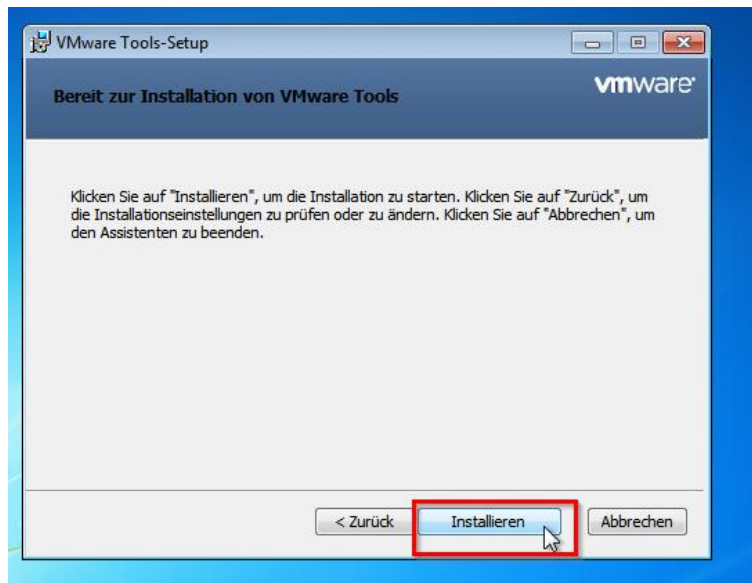 VMware Tools-Setup
vmware
Bereit zur Installation von VMware Tools
Klicken Sie auf "Installieren", um die Installation zu starten. Klicken Sie auf "Zurück", um
die Installationseinstellungen zu prüfen oder zu ändern. Klicken Sie auf "Abbrechen", um
den Assistenten zu beenden.
< Zurück Installieren Abbrechen